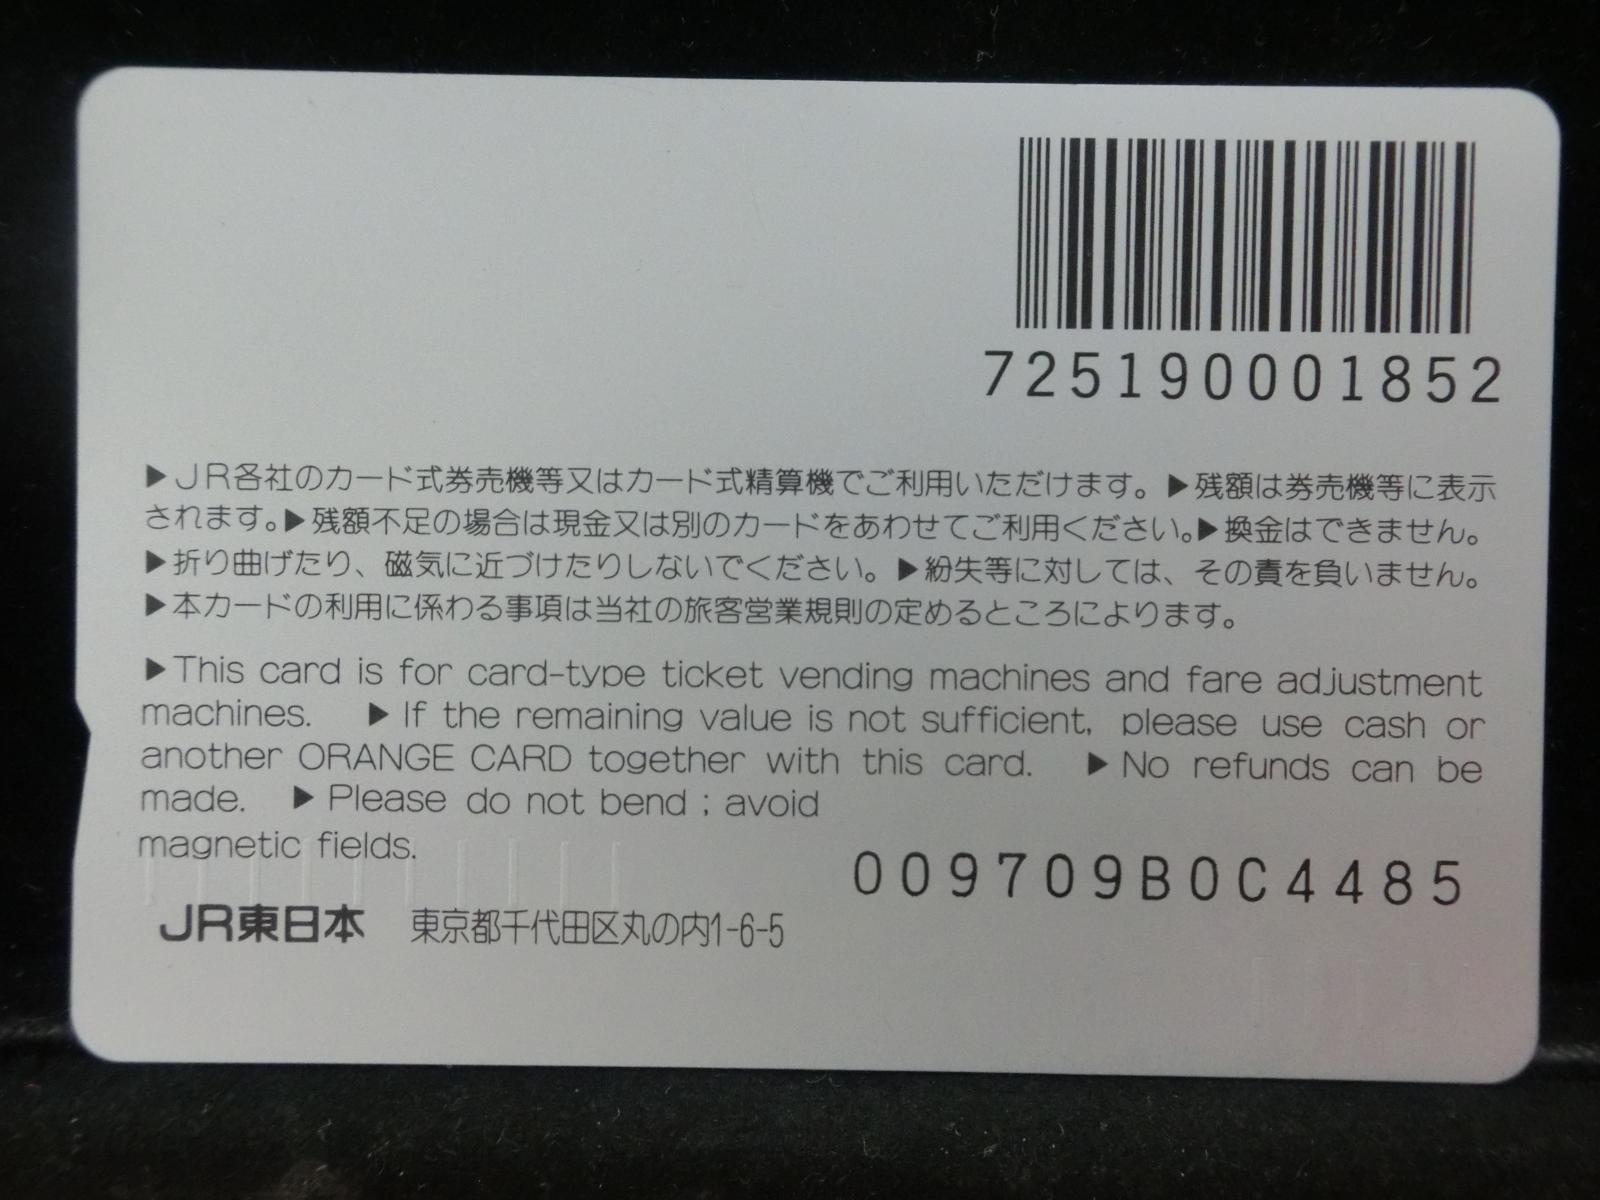 725190001852
▶JR各社のカード式券売機等又はカード式精算機でご利用いただけます。▶残額は券売機等に表示
されます。▶残額不足の場合は現金又は別のカードをあわせてご利用ください。▶換金はできません。
▶折り曲げたり、磁気に近づけたりしないでください。▶紛失等に対しては、その責を負いません。
▶本カードの利用に係わる事項は当社の旅客営業規則の定めるところによります。
▶This card is for card-type ticket vending machines and fare adjustment
machines. ▶If the remaining value is not sufficient, please use cash or
another ORANGE CARD together with this card. ▶No refunds can be
made. ▶Please do not bend ; avoid
magnetic fields.
009709B0C4485
JR東日本 東京都千代田区丸の内1-6-5